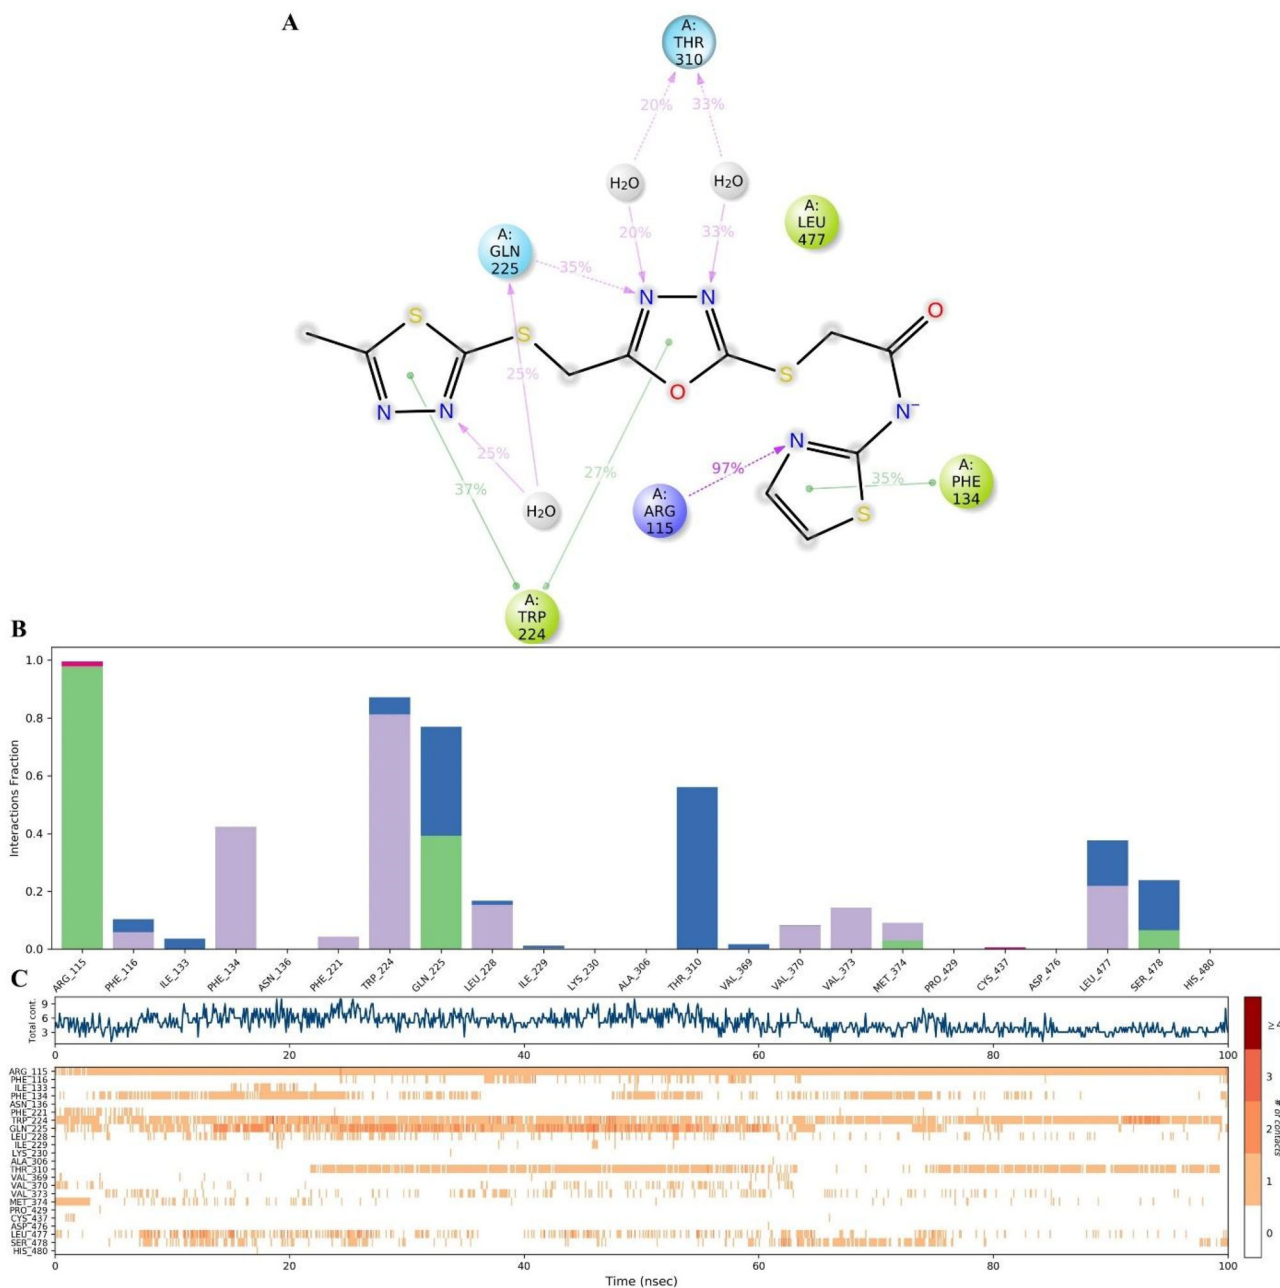 A
A:
THR
310
20%
33%
H₂O
H₂O
A:
LEU
477
A:
GLN
225
20%
33%
35%
N
N
O
S
S
25%
S
O
N
N
N⁻
N
25%
27%
97%
A:
PHE
134
35%
37%
H₂O
A:
ARG
115
S
A:
TRP
224
B
Interactions Fraction
1.0
0.8
0.6
0.4
0.2
0.0
ARG_115
PHE_116
ILE_133
PHE_134
ASN_136
PHE_221
TRP_224
GLN_225
LEU_228
ILE_229
LYS_230
ALA_306
THR_310
VAL_369
VAL_370
VAL_373
MET_374
PRO_429
CYS_437
ASP_476
LEU_477
SER_478
HIS_480
C
Total cont.
9
6
3
0 20 40 60 80 100
ARG_115
PHE_116
ILE_133
PHE_134
ASN_136
PHE_221
TRP_224
GLN_225
LEU_228
ILE_229
LYS_230
ALA_306
THR_310
VAL_369
VAL_370
VAL_373
MET_374
PRO_429
CYS_437
ASP_476
LEU_477
SER_478
HIS_480
0 20 40 60 80 100
Time (nsec)
≥4
3
2
1
0
# of contacts